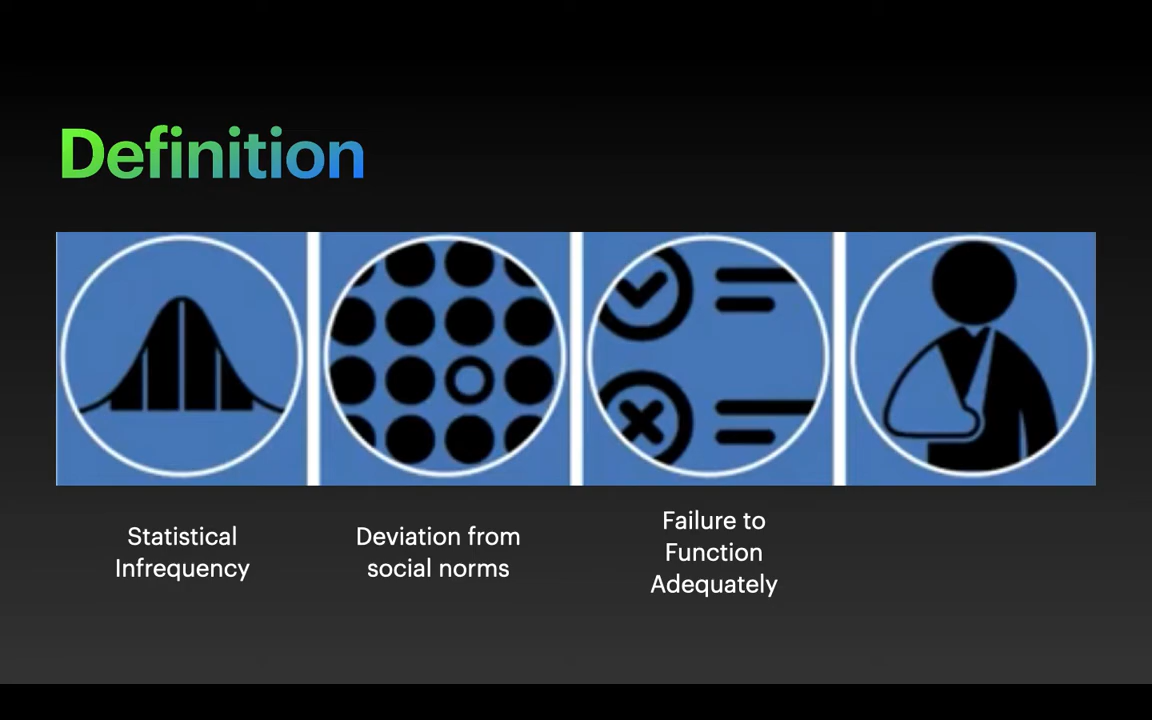 Definition
Statistical
Infrequency
Deviation from
social norms
Failure to
Function
Adequately